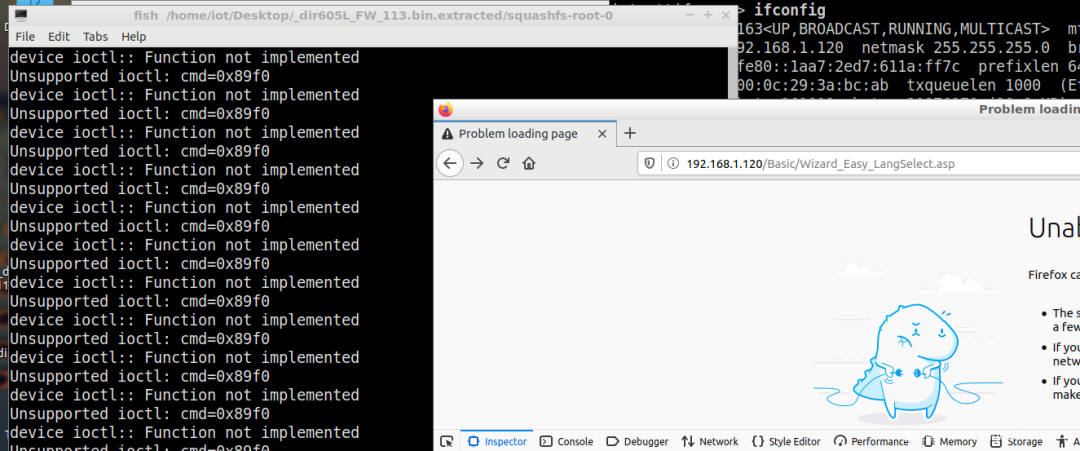 fish /home/iot/Desktop/_dir605L_FW_113.bin.extracted/squashfs-root-0
File Edit Tabs Help
device ioctl:: Function not implemented
Unsupported ioctl: cmd=0x89f0
device ioctl:: Function not implemented
Unsupported ioctl: cmd=0x89f0
device ioctl:: Function not implemented
Unsupported ioctl: cmd=0x89f0
device ioctl:: Function not implemented
Unsupported ioctl: cmd=0x89f0
device ioctl:: Function not implemented
Unsupported ioctl: cmd=0x89f0
device ioctl:: Function not implemented
Unsupported ioctl: cmd=0x89f0
device ioctl:: Function not implemented
Unsupported ioctl: cmd=0x89f0
device ioctl:: Function not implemented
Unsupported ioctl: cmd=0x89f0
device ioctl:: Function not implemented
Unsupported ioctl: cmd=0x89f0
device ioctl:: Function not implemented
Unsupported ioctl: cmd=0x89f0
device ioctl:: Function not implemented
Unsupported ioctl: cmd=0x89f0
> ifconfig
163<UP,BROADCAST,RUNNING,MULTICAST> mt
92.168.1.120 netmask 255.255.255.0 br
fe80::1aa7:2ed7:611a:ff7c prefixlen 64
00:0c:29:3a:bc:ab txqueuelen 1000 (Et
Problem loadin
Problem loading page
192.168.1.120/Basic/Wizard_Easy_LangSelect.asp
Unab
Firefox ca
The s
a few
If you
netw
If you
make
Inspector Console Debugger Network Style Editor Performance Memory Storage A